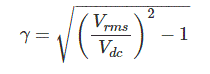 γ = √((V_rms / V_dc)² − 1)